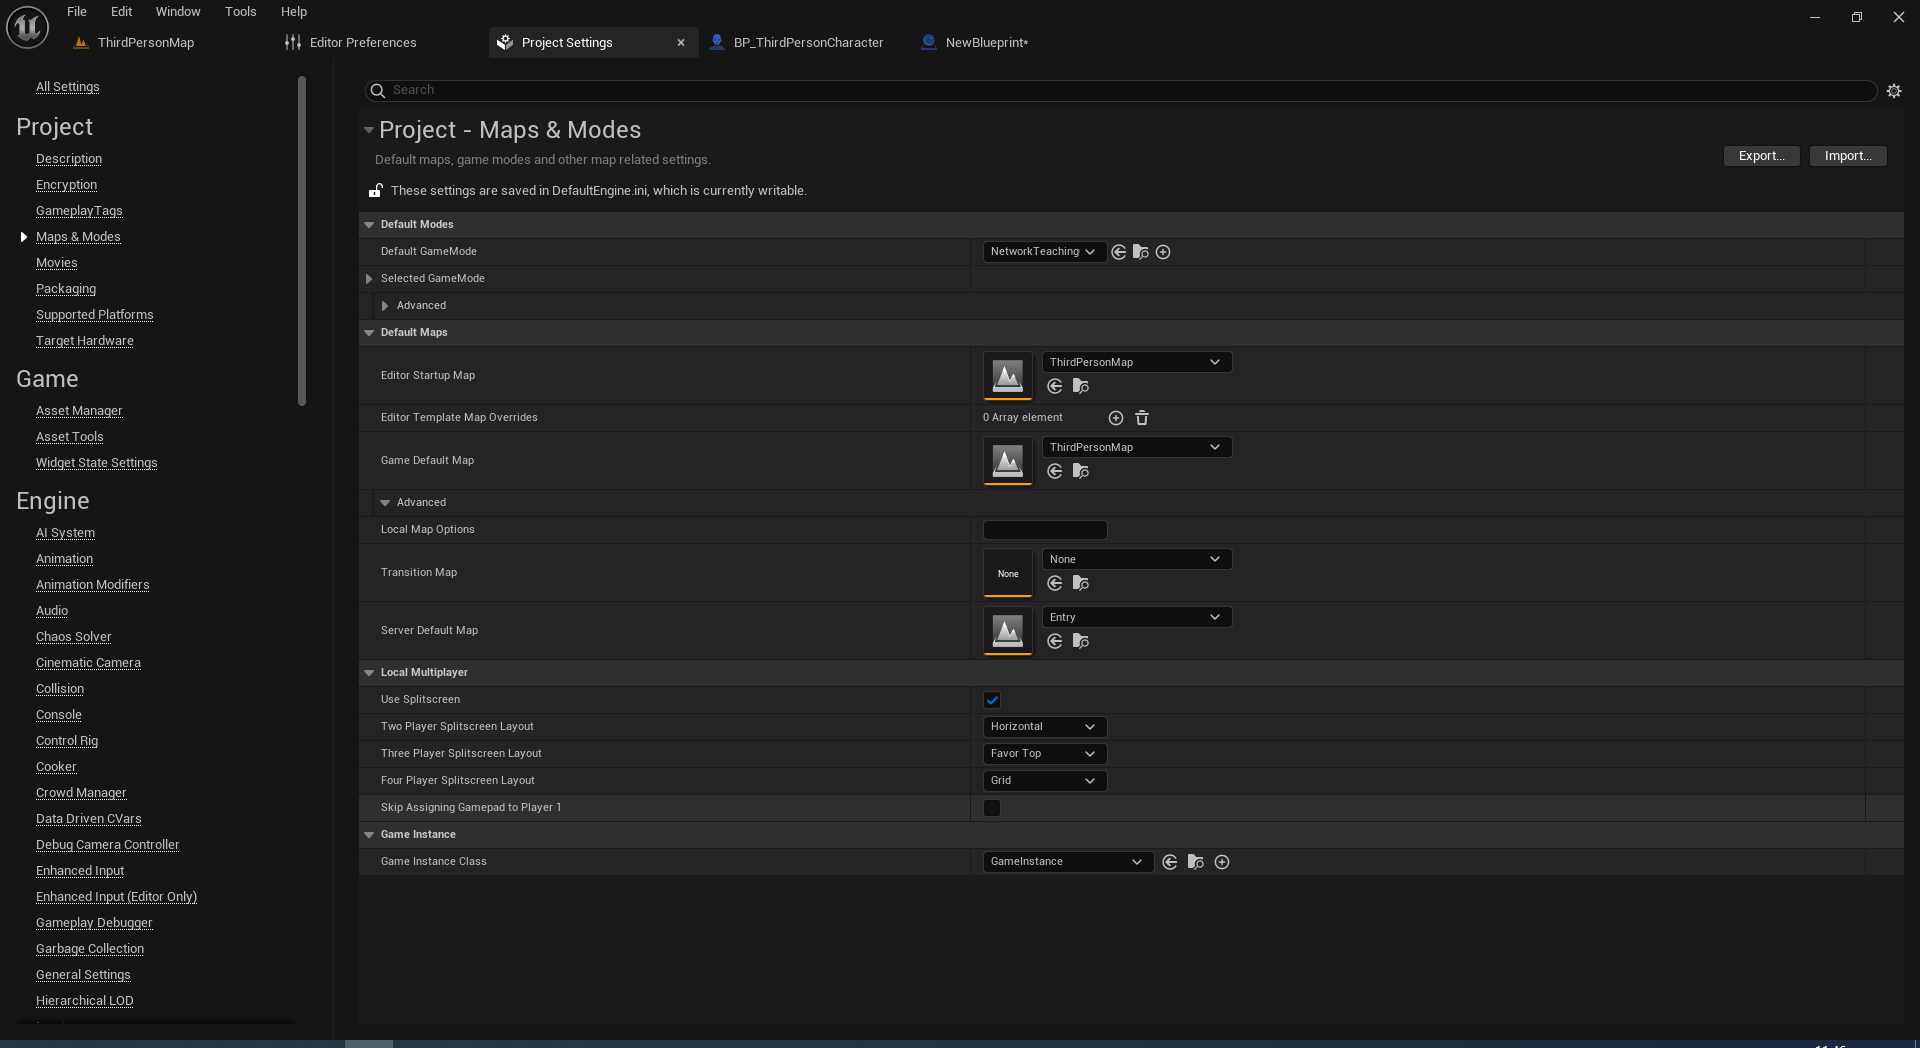 File Edit Window Tools Help
ThirdPersonMap
Editor Preferences
Project Settings
BP_ThirdPersonCharacter
NewBlueprint*
All Settings
Project
Description
Encryption
GameplayTags
Maps & Modes
Movies
Packaging
Supported Platforms
Target Hardware
Game
Asset Manager
Asset Tools
Widget State Settings
Engine
AI System
Animation
Animation Modifiers
Audio
Chaos Solver
Cinematic Camera
Collision
Console
Control Rig
Cooker
Crowd Manager
Data Driven CVars
Debug Camera Controller
Enhanced Input
Enhanced Input (Editor Only)
Gameplay Debugger
Garbage Collection
General Settings
Hierarchical LOD
Search
Project - Maps & Modes
Default maps, game modes and other map related settings.
Export...
Import...
These settings are saved in DefaultEngine.ini, which is currently writable.
Default Modes
Default GameMode
NetworkTeaching
Selected GameMode
Advanced
Default Maps
Editor Startup Map
ThirdPersonMap
Editor Template Map Overrides
0 Array element
Game Default Map
ThirdPersonMap
Advanced
Local Map Options
Transition Map
None
None
Server Default Map
Entry
Local Multiplayer
Use Splitscreen
Two Player Splitscreen Layout
Horizontal
Three Player Splitscreen Layout
Favor Top
Four Player Splitscreen Layout
Grid
Skip Assigning Gamepad to Player 1
Game Instance
Game Instance Class
GameInstance